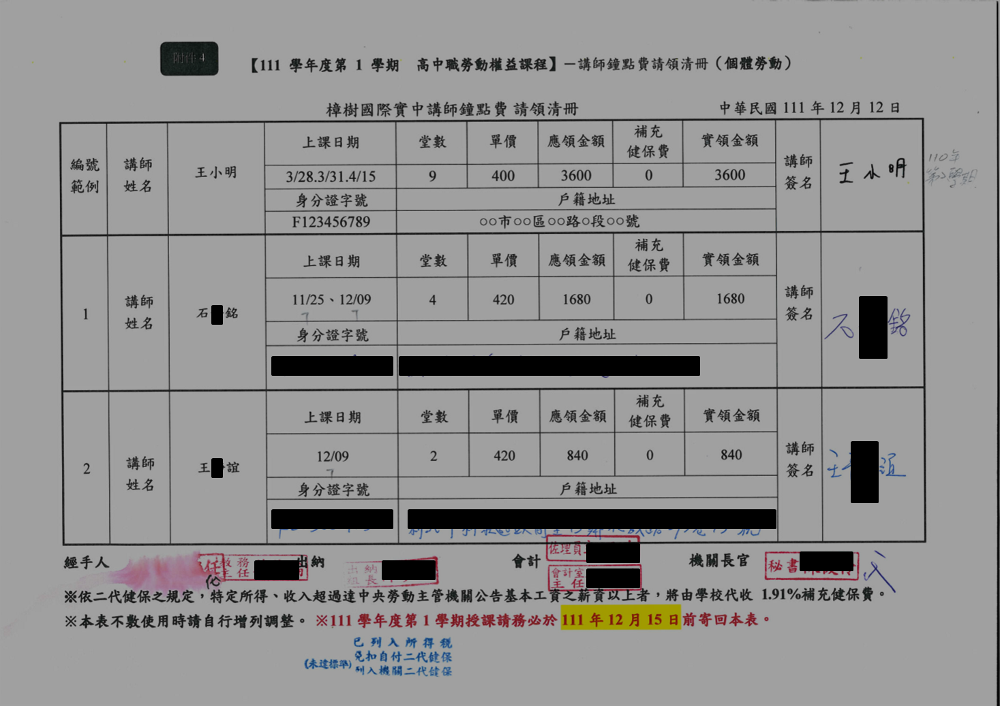 附件 4
【111 學年度第 1 學期　高中職勞動權益課程】－講師鐘點費請領清冊（個體勞動）
樟樹國際實中講師鐘點費 請領清冊
中華民國 111 年 12 月 12 日
編號 範例
講師 姓名
王小明
上課日期 堂數 單價 應領金額 補充 健保費 實領金額
3/28.3/31.4/15 9 400 3600 0 3600
身分證字號 戶籍地址
F123456789 ○○市○○區○○路○段○○號
講師 簽名
王小明
110年
第2學期
1
講師 姓名
石 銘
上課日期 堂數 單價 應領金額 補充 健保費 實領金額
11/25、12/09 4 420 1680 0 1680
身分證字號 戶籍地址
講師 簽名
石 銘
2
講師 姓名
王 誼
上課日期 堂數 單價 應領金額 補充 健保費 實領金額
12/09 2 420 840 0 840
身分證字號 戶籍地址
講師 簽名
王 誼
經手人 教務 主任 出納 出納 組長 會計 佐理員 會計室 主任 機關長官 秘書
※依二代健保之規定，特定所得、收入超過達中央勞動主管機關公告基本工資之薪資以上者，將由學校代收 1.91%補充健保費。
※本表不敷使用時請自行增列調整。※111 學年度第 1 學期授課請務必於 111 年 12 月 15 日前寄回本表。
已列入所得稅
免扣自付二代健保
(未達標準) 列入機關二代健保